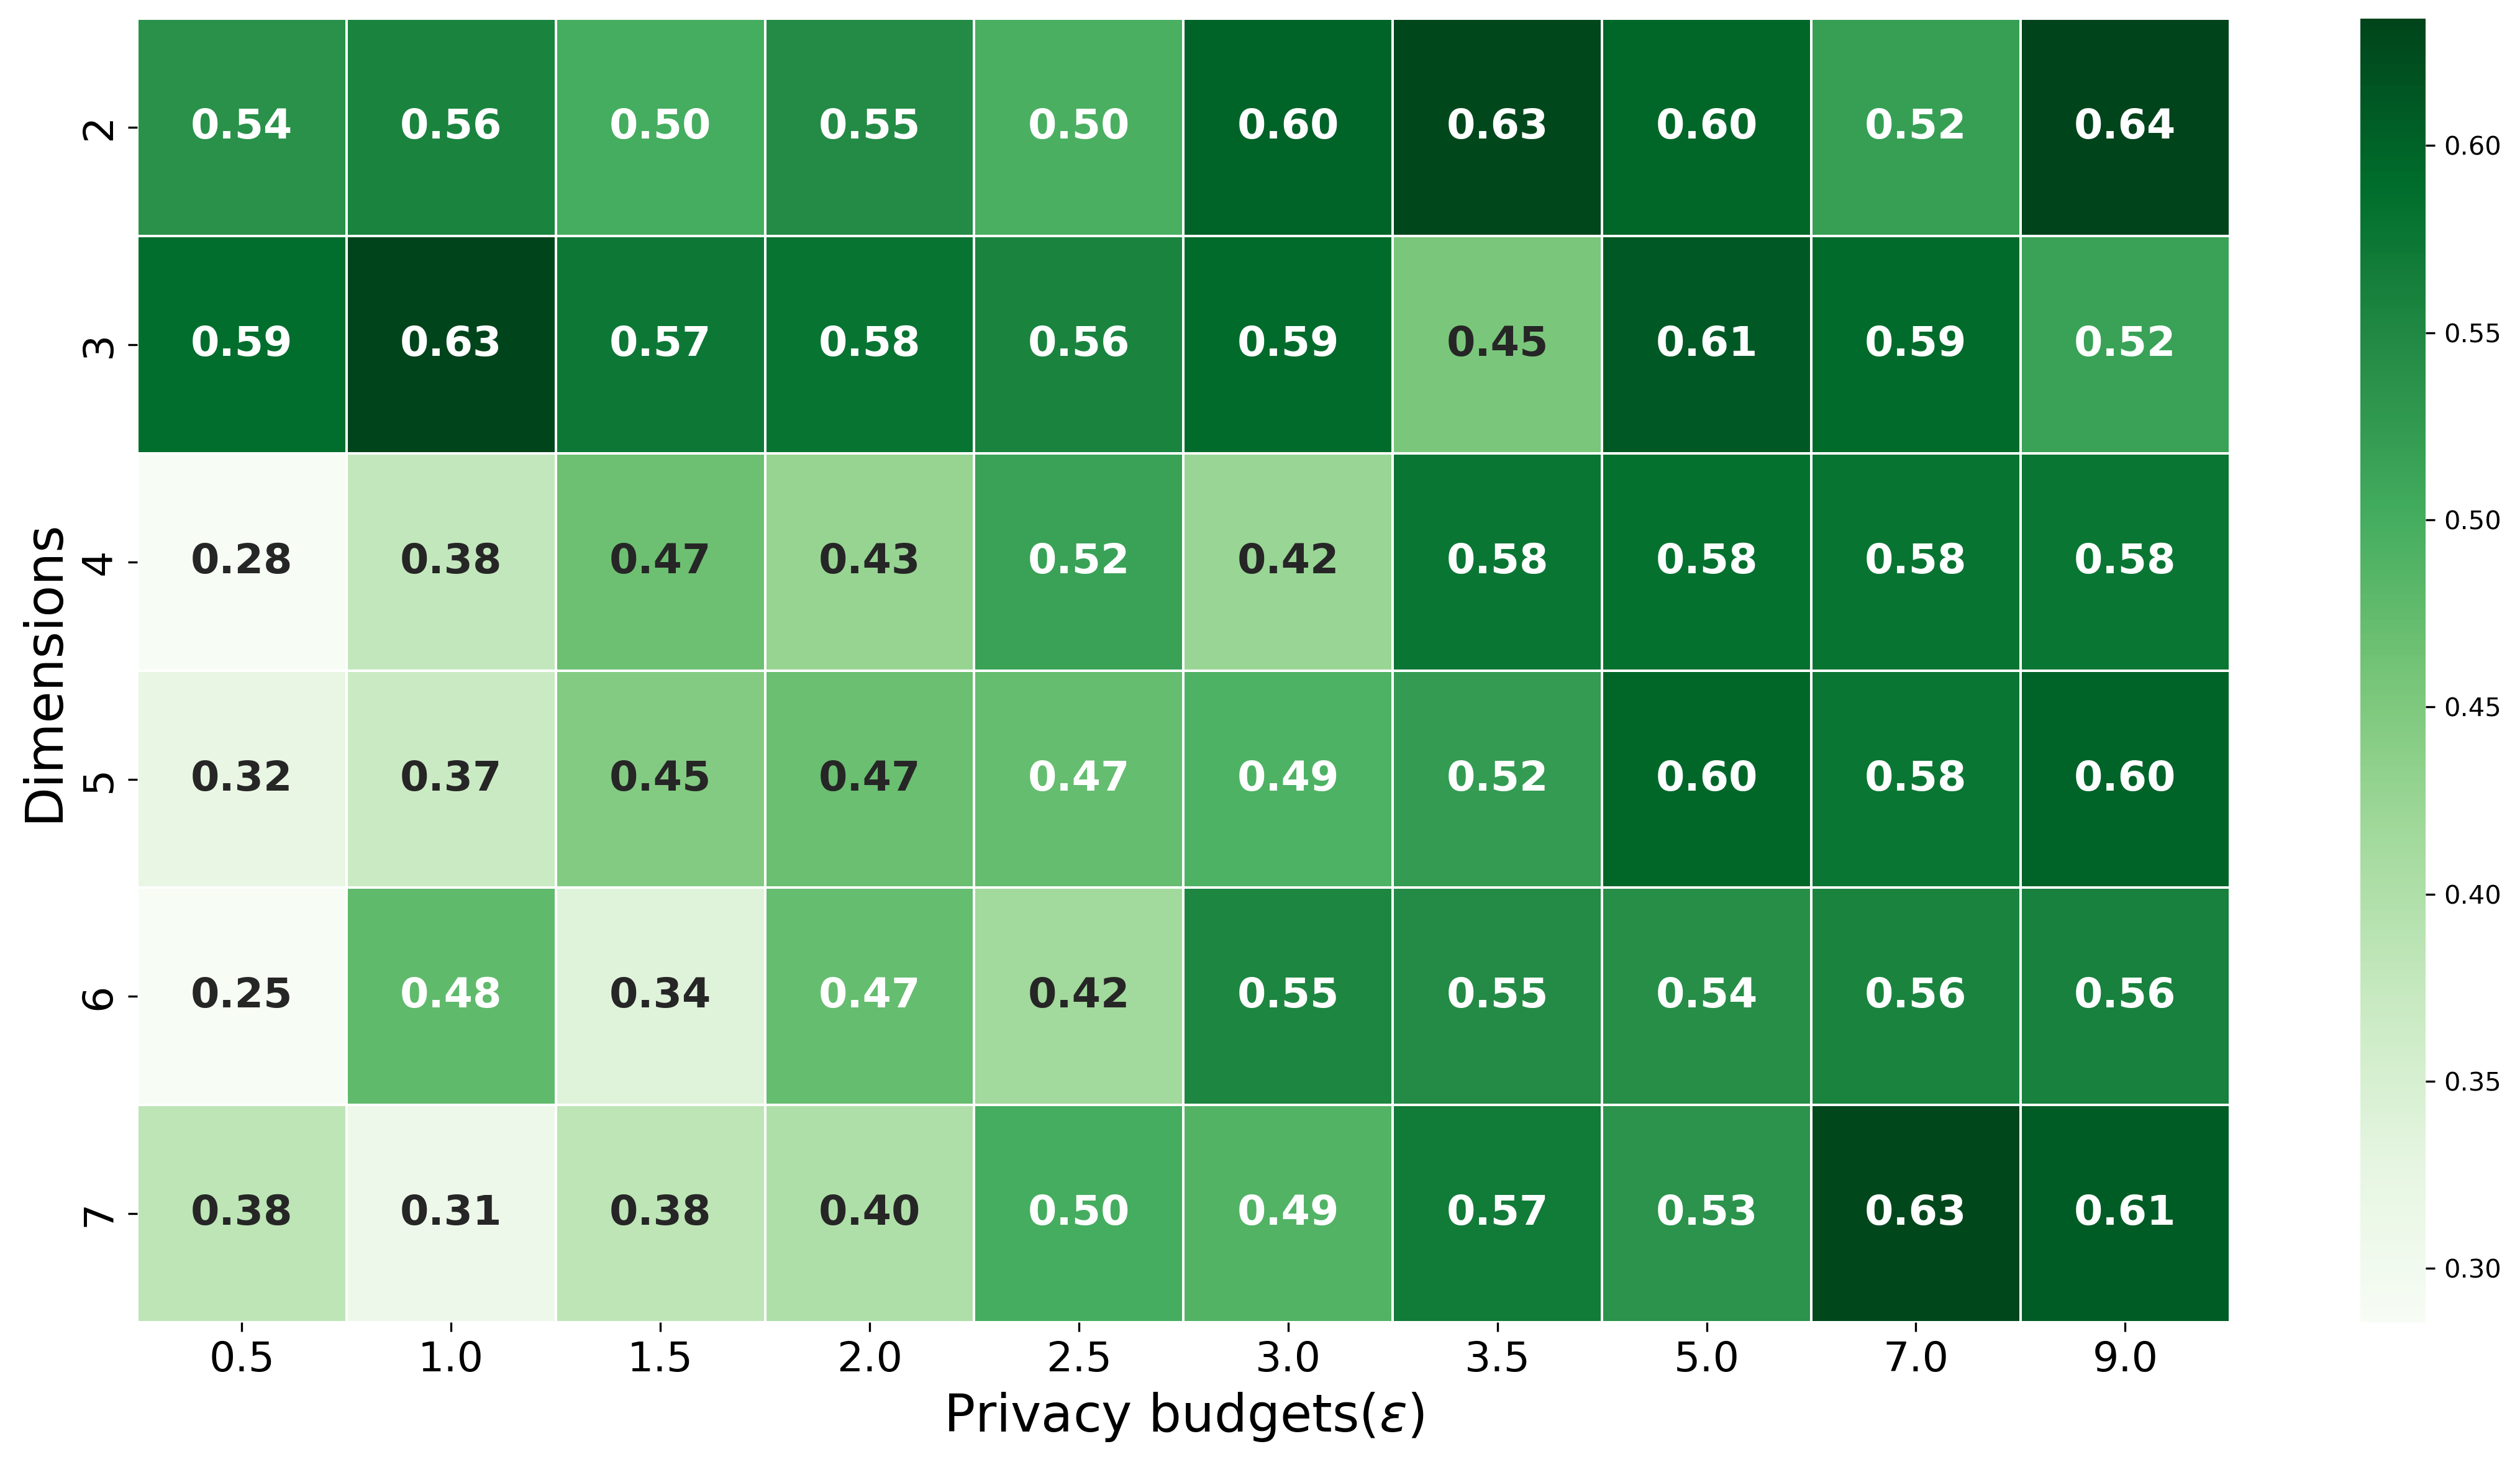 2 0.54 0.56 0.50 0.55 0.50 0.60 0.63 0.60 0.52 0.64
3 0.59 0.63 0.57 0.58 0.56 0.59 0.45 0.61 0.59 0.52
4 0.28 0.38 0.47 0.43 0.52 0.42 0.58 0.58 0.58 0.58
5 0.32 0.37 0.45 0.47 0.47 0.49 0.52 0.60 0.58 0.60
6 0.25 0.48 0.34 0.47 0.42 0.55 0.55 0.54 0.56 0.56
7 0.38 0.31 0.38 0.40 0.50 0.49 0.57 0.53 0.63 0.61
0.5 1.0 1.5 2.0 2.5 3.0 3.5 5.0 7.0 9.0
Privacy budgets(ε)
Dimensions
0.60
0.55
0.50
0.45
0.40
0.35
0.30